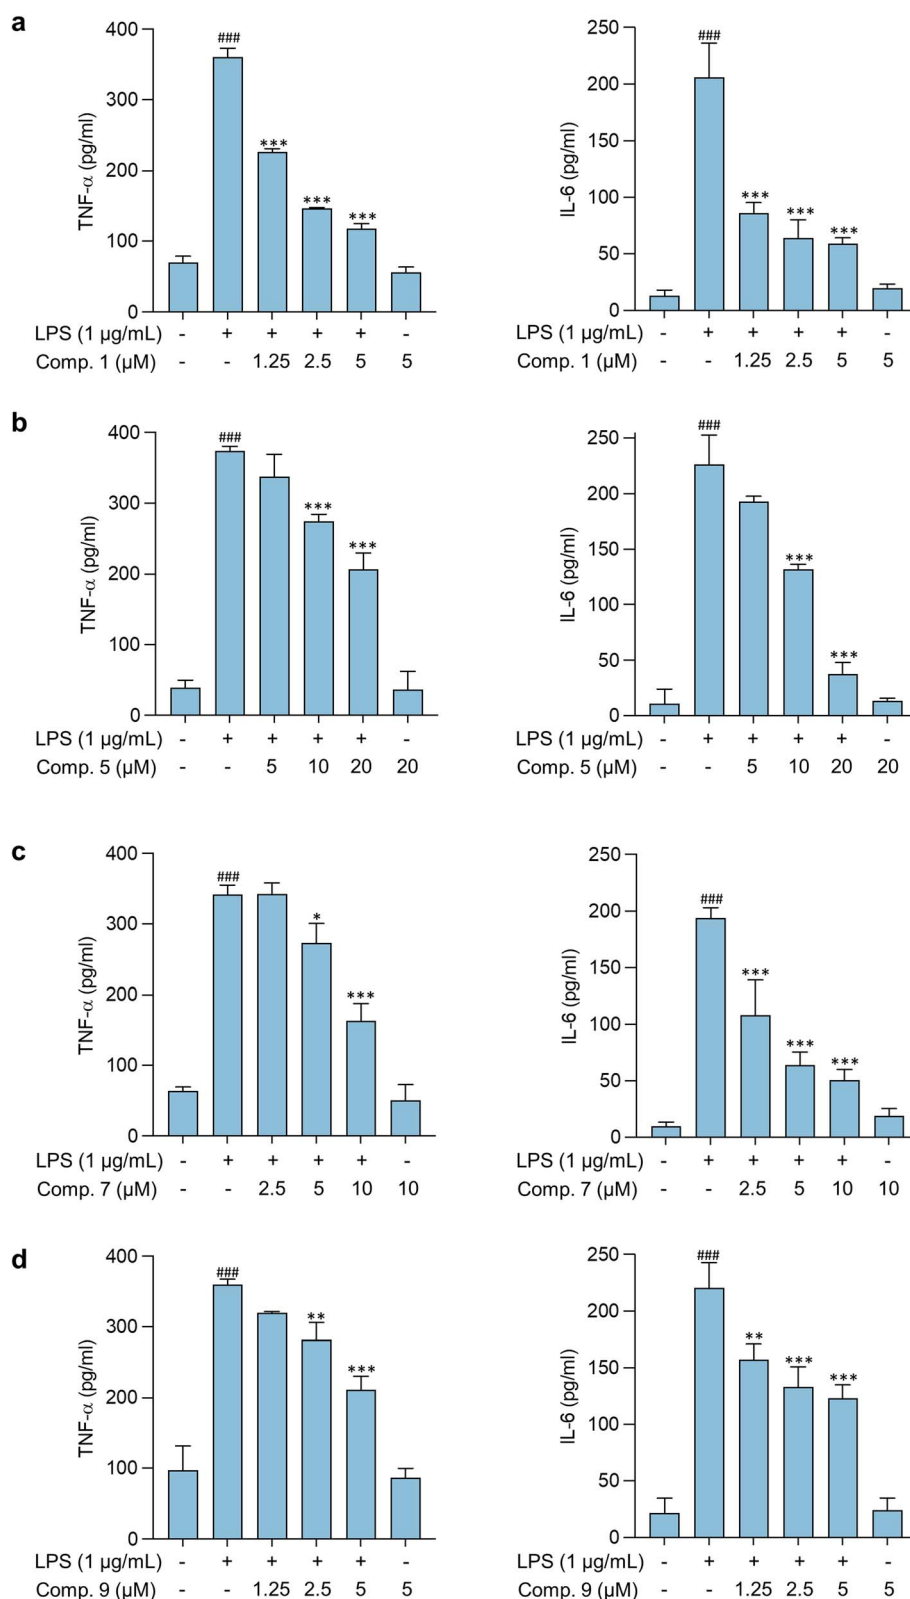 a
TNF-α (pg/ml)
400
300
200
100
0
###
***
***
***
LPS (1 µg/mL) - + + + + -
Comp. 1 (µM) - - 1.25 2.5 5 5
IL-6 (pg/ml)
250
200
150
100
50
0
###
***
***
***
LPS (1 µg/mL) - + + + + -
Comp. 1 (µM) - - 1.25 2.5 5 5
b
TNF-α (pg/ml)
400
300
200
100
0
###
***
***
LPS (1 µg/mL) - + + + + -
Comp. 5 (µM) - - 5 10 20 20
IL-6 (pg/ml)
250
200
150
100
50
0
###
***
***
LPS (1 µg/mL) - + + + + -
Comp. 5 (µM) - - 5 10 20 20
c
TNF-α (pg/ml)
400
300
200
100
0
###
*
***
LPS (1 µg/mL) - + + + + -
Comp. 7 (µM) - - 2.5 5 10 10
IL-6 (pg/ml)
250
200
150
100
50
0
###
***
***
***
LPS (1 µg/mL) - + + + + -
Comp. 7 (µM) - - 2.5 5 10 10
d
TNF-α (pg/ml)
400
300
200
100
0
###
**
***
LPS (1 µg/mL) - + + + + -
Comp. 9 (µM) - - 1.25 2.5 5 5
IL-6 (pg/ml)
250
200
150
100
50
0
###
**
***
***
LPS (1 µg/mL) - + + + + -
Comp. 9 (µM) - - 1.25 2.5 5 5